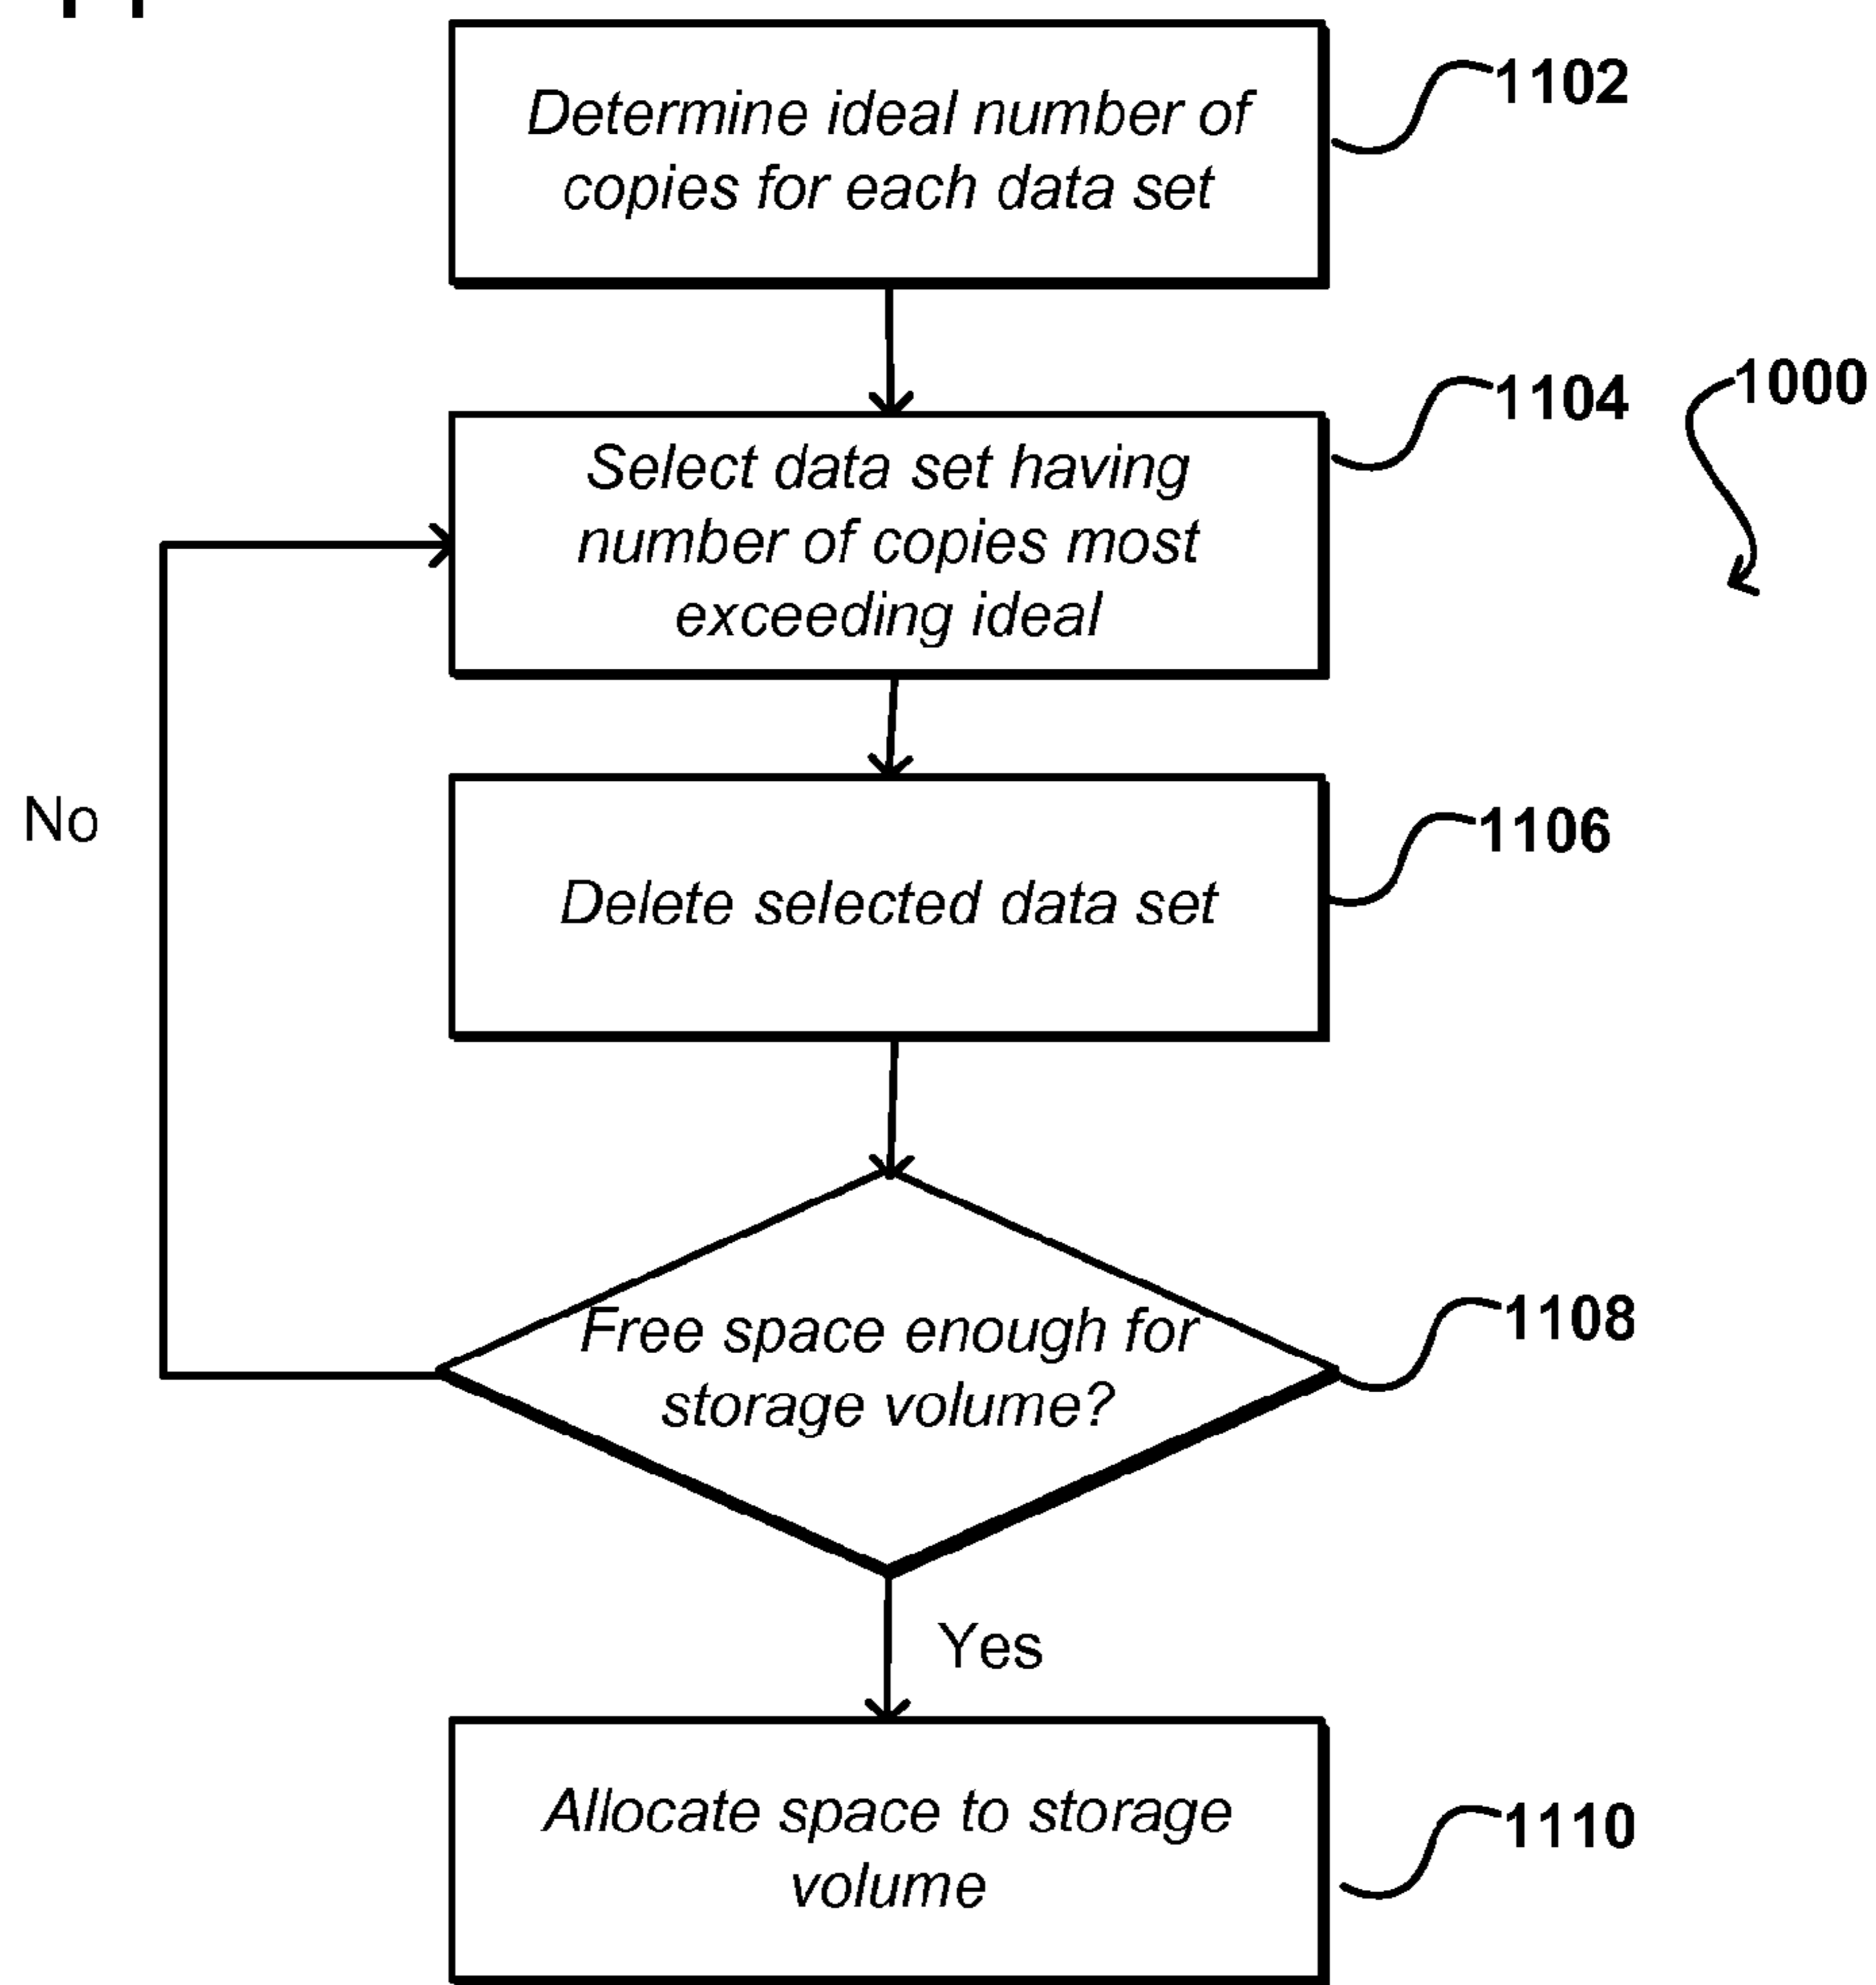 Determine ideal number of
copies for each data set
1102
Select data set having
number of copies most
exceeding ideal
1104
1000
Delete selected data set
1106
No
Free space enough for
storage volume?
1108
Yes
Allocate space to storage
volume
1110